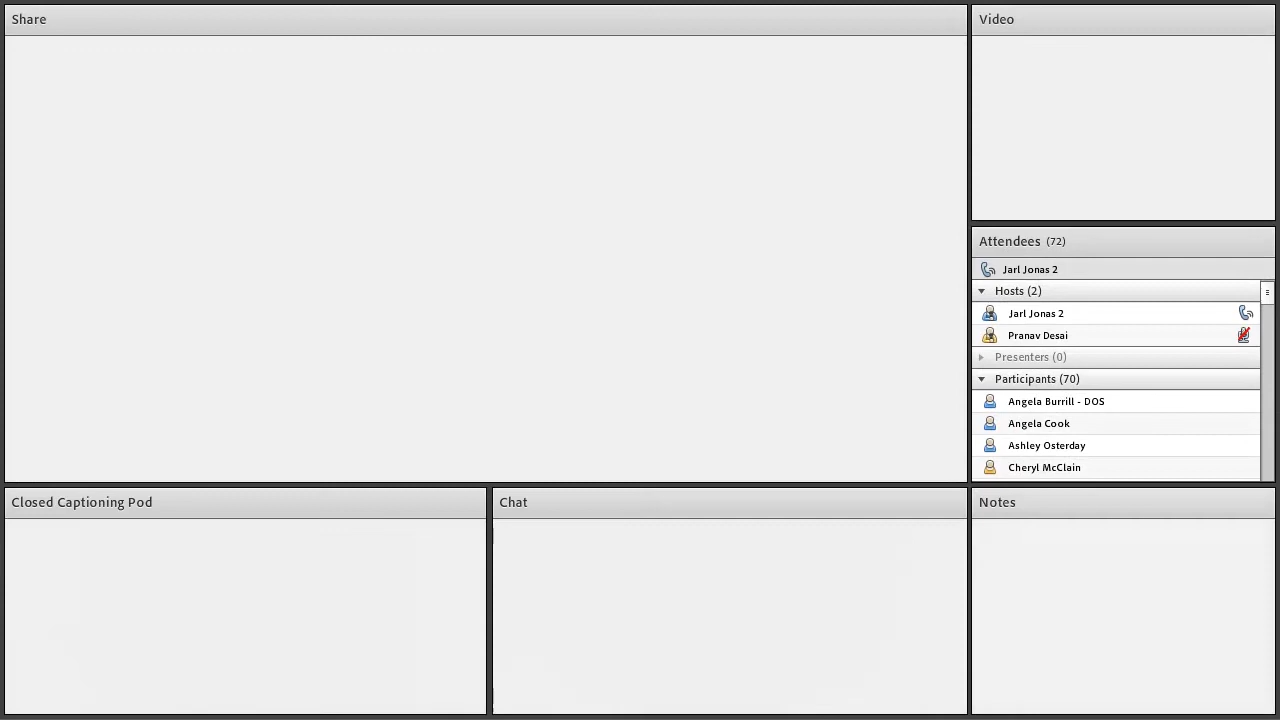 Share
Video
Attendees (72)
Jarl Jonas 2
Hosts (2)
Jarl Jonas 2
Pranav Desai
Presenters (0)
Participants (70)
Angela Burrill - DOS
Angela Cook
Ashley Osterday
Cheryl McClain
Closed Captioning Pod
Chat
Notes